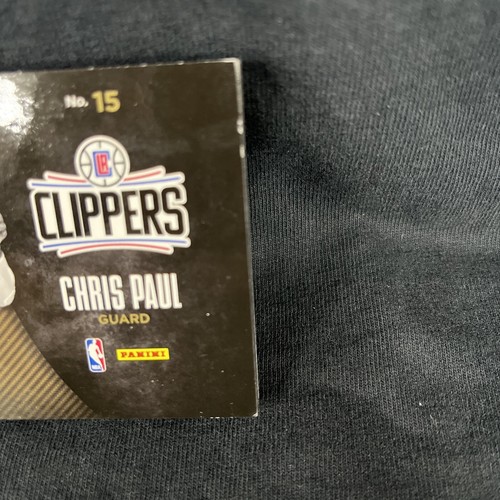 No. 15
CLIPPERS
CHRIS PAUL
GUARD
PANINI